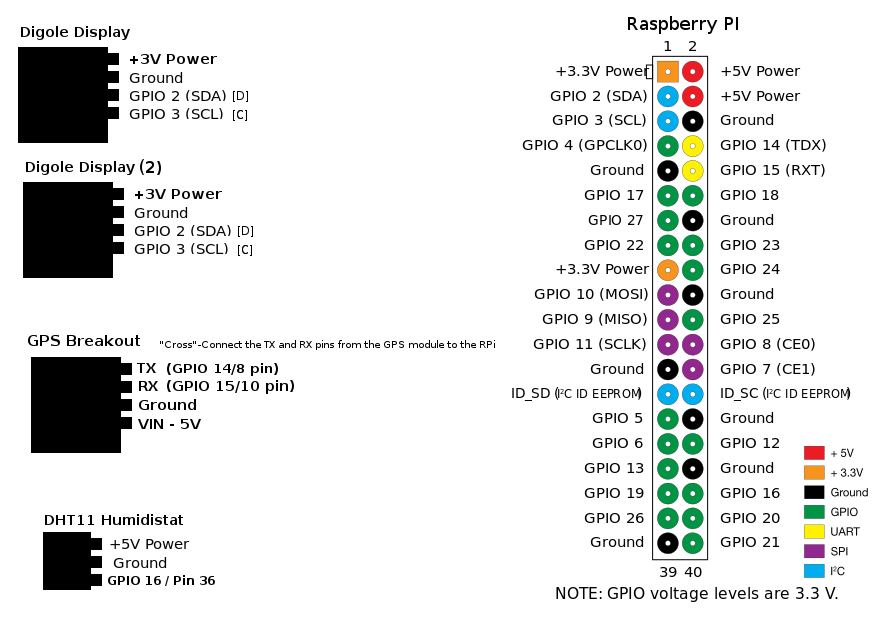 Digole Display
+3V Power
Ground
GPIO 2 (SDA) [D]
GPIO 3 (SCL) [C]
Digole Display (2)
+3V Power
Ground
GPIO 2 (SDA) [D]
GPIO 3 (SCL) [C]
GPS Breakout
"Cross"-Connect the TX and RX pins from the GPS module to the RPi
TX (GPIO 14/8 pin)
RX (GPIO 15/10 pin)
Ground
VIN - 5V
DHT11 Humidistat
+5V Power
Ground
GPIO 16 / Pin 36
Raspberry PI
1 2
+3.3V Power +5V Power
GPIO 2 (SDA) +5V Power
GPIO 3 (SCL) Ground
GPIO 4 (GPCLK0) GPIO 14 (TDX)
Ground GPIO 15 (RXT)
GPIO 17 GPIO 18
GPIO 27 Ground
GPIO 22 GPIO 23
+3.3V Power GPIO 24
GPIO 10 (MOSI) Ground
GPIO 9 (MISO) GPIO 25
GPIO 11 (SCLK) GPIO 8 (CE0)
Ground GPIO 7 (CE1)
ID_SD (I²C ID EEPROM) ID_SC (I²C ID EEPROM)
GPIO 5 Ground
GPIO 6 GPIO 12
GPIO 13 Ground
GPIO 19 GPIO 16
GPIO 26 GPIO 20
Ground GPIO 21
39 40
+ 5V
+ 3.3V
Ground
GPIO
UART
SPI
I²C
NOTE: GPIO voltage levels are 3.3 V.